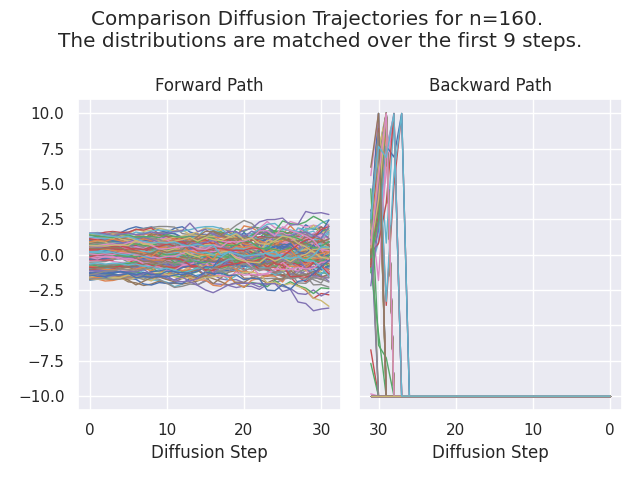 Comparison Diffusion Trajectories for n=160.
The distributions are matched over the first 9 steps.
Forward Path
Backward Path
10.0
7.5
5.0
2.5
0.0
−2.5
−5.0
−7.5
−10.0
0 10 20 30
30 20 10 0
Diffusion Step
Diffusion Step